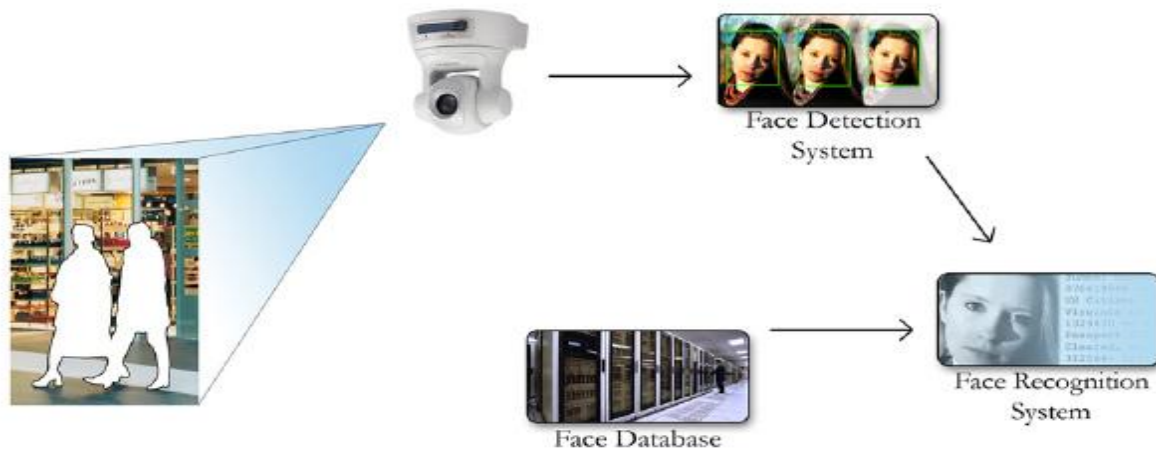 Face Detection
System
Face Recognition
System
Face Database